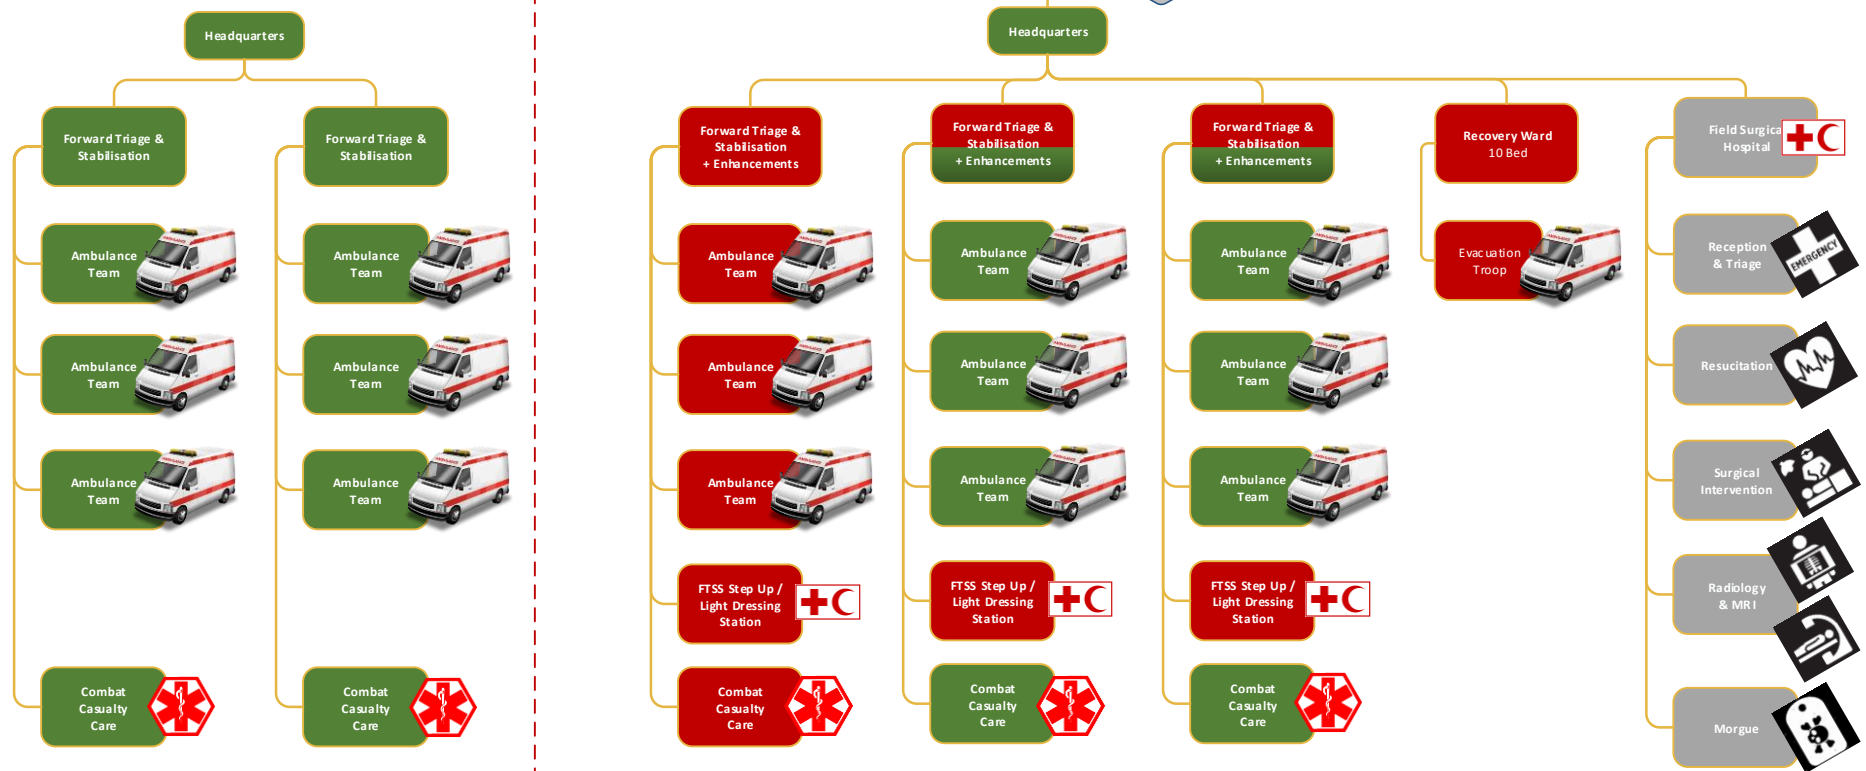 Headquarters
Forward Triage &
Stabilisation
Ambulance
Team
Ambulance
Team
Ambulance
Team
Combat
Casualty
Care
Forward Triage &
Stabilisation
Ambulance
Team
Ambulance
Team
Ambulance
Team
Combat
Casualty
Care
Headquarters
Forward Triage &
Stabilisation
+ Enhancements
Ambulance
Team
Ambulance
Team
Ambulance
Team
FTSS Step Up /
Light Dressing
Station
Combat
Casualty
Care
Forward Triage &
Stabilisation
+ Enhancements
Ambulance
Team
Ambulance
Team
Ambulance
Team
FTSS Step Up /
Light Dressing
Station
Combat
Casualty
Care
Forward Triage &
Stabilisation
+ Enhancements
Ambulance
Team
Ambulance
Team
Ambulance
Team
FTSS Step Up /
Light Dressing
Station
Combat
Casualty
Care
Recovery Ward
10 Bed
Evacuation
Troop
Field Surgica
Hospital
Reception
& Triage
EMERGENCY
Resucitation
Surgical
Intervention
Radiology
& MRI
Morgue